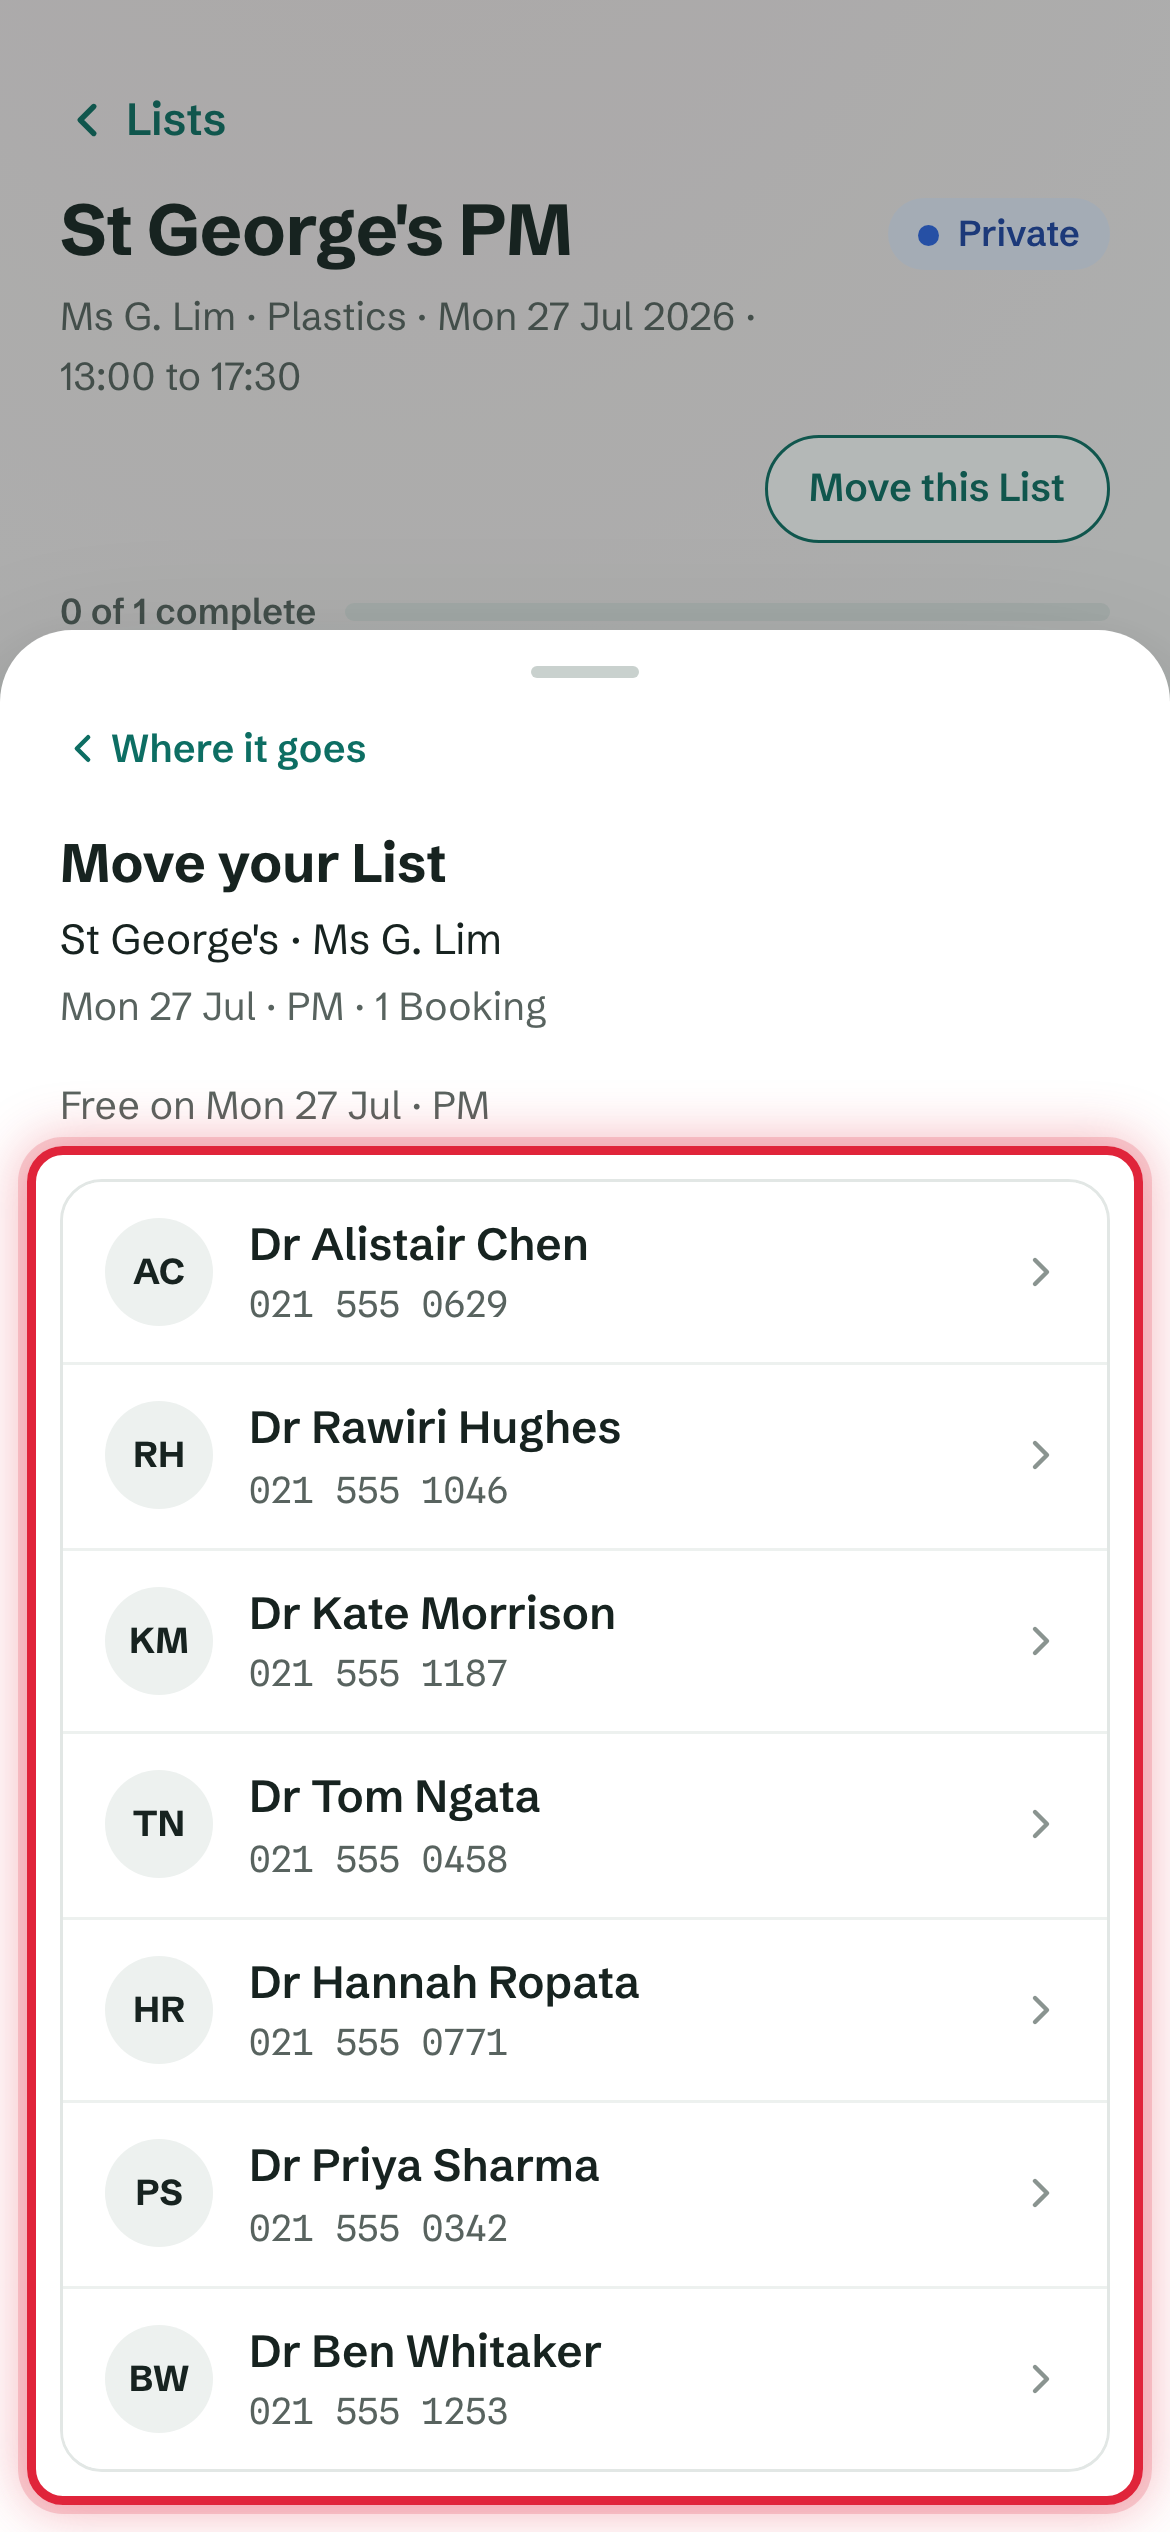 Lists
St George's PM
Private
Ms G. Lim · Plastics · Mon 27 Jul 2026 ·
13:00 to 17:30
Move this List
0 of 1 complete
Where it goes
Move your List
St George's · Ms G. Lim
Mon 27 Jul · PM · 1 Booking
Free on Mon 27 Jul · PM
AC
Dr Alistair Chen
021 555 0629
RH
Dr Rawiri Hughes
021 555 1046
KM
Dr Kate Morrison
021 555 1187
TN
Dr Tom Ngata
021 555 0458
HR
Dr Hannah Ropata
021 555 0771
PS
Dr Priya Sharma
021 555 0342
BW
Dr Ben Whitaker
021 555 1253